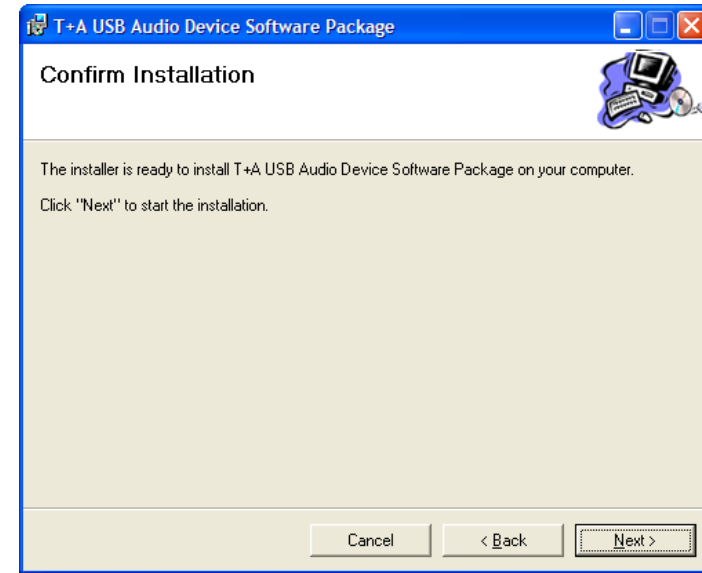 T+A USB Audio Device Software Package
Confirm Installation
The installer is ready to install T+A USB Audio Device Software Package on your computer.
Click "Next" to start the installation.
Cancel
< Back
Next >